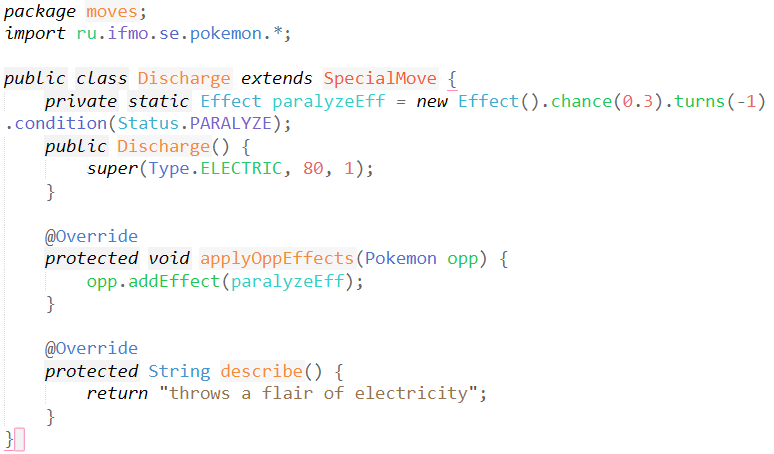 package moves;
import ru.ifmo.se.pokemon.*;

public class Discharge extends SpecialMove {
    private static Effect paralyzeEff = new Effect().chance(0.3).turns(-1)
.condition(Status.PARALYZE);
    public Discharge() {
        super(Type.ELECTRIC, 80, 1);
    }

    @Override
    protected void applyOppEffects(Pokemon opp) {
        opp.addEffect(paralyzeEff);
    }

    @Override
    protected String describe() {
        return "throws a flair of electricity";
    }
}